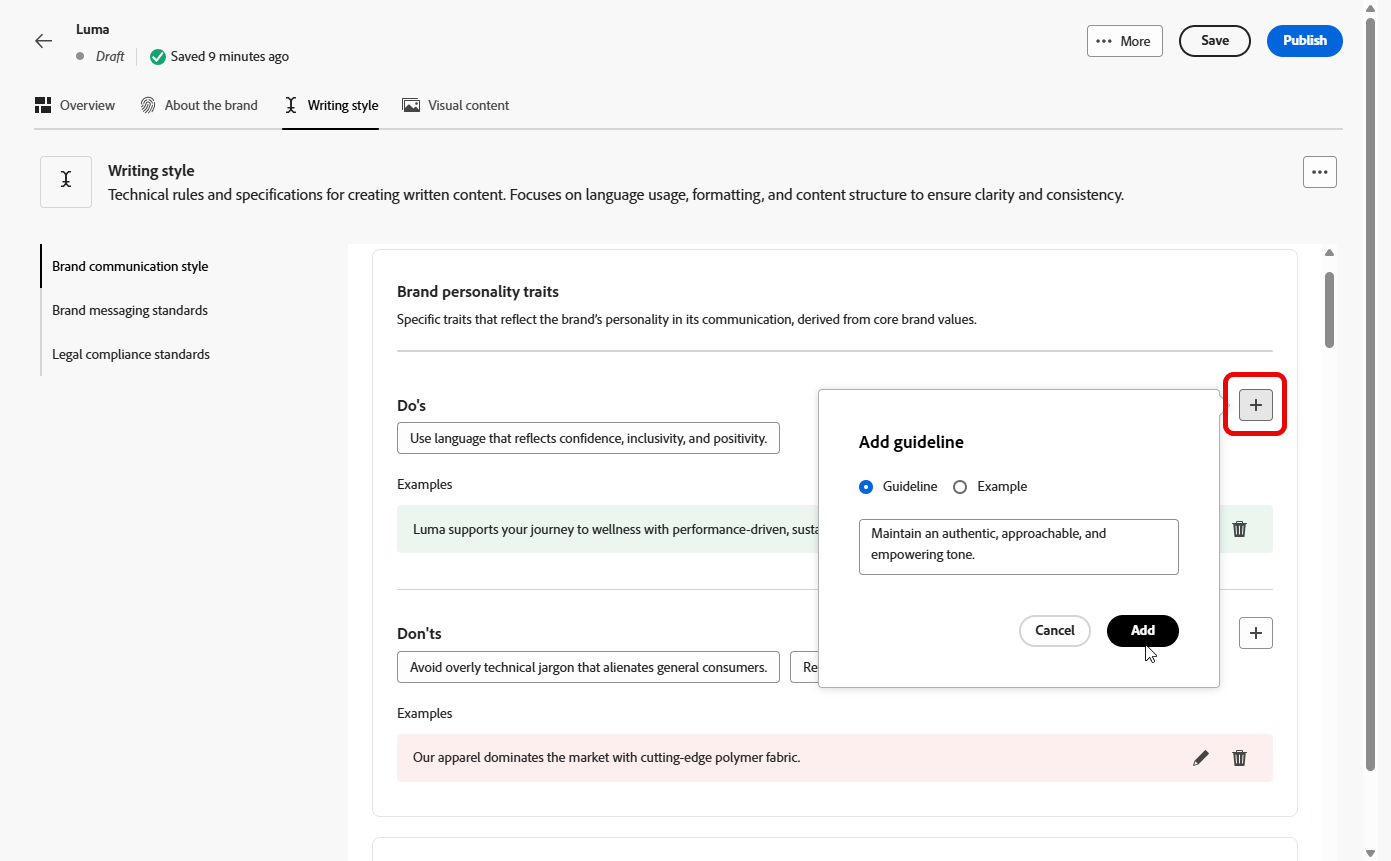 Luma
Draft
Saved 9 minutes ago
More
Save
Publish
Overview
About the brand
Writing style
Visual content
Writing style
Technical rules and specifications for creating written content. Focuses on language usage, formatting, and content structure to ensure clarity and consistency.
Brand communication style
Brand messaging standards
Legal compliance standards
Brand personality traits
Specific traits that reflect the brand's personality in its communication, derived from core brand values.
Do's
Use language that reflects confidence, inclusivity, and positivity.
Examples
Luma supports your journey to wellness with performance-driven, susta
Add guideline
Guideline
Example
Maintain an authentic, approachable, and
empowering tone.
Cancel
Add
Don'ts
Avoid overly technical jargon that alienates general consumers.
Re
Examples
Our apparel dominates the market with cutting-edge polymer fabric.